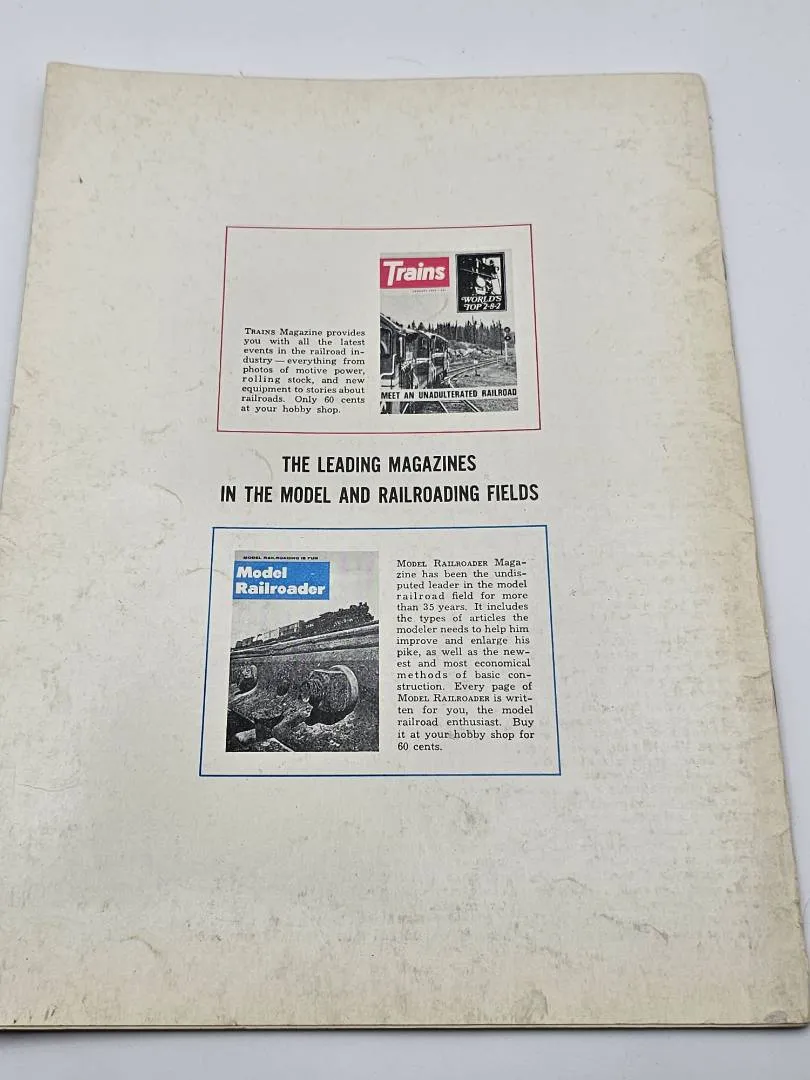 Trains
WORLD'S
TOP 2-8-2
MEET AN UNADULTERATED RAILROAD
TRAINS Magazine provides
you with all the latest
events in the railroad in-
dustry — everything from
photos of motive power,
rolling stock, and new
equipment to stories about
railroads. Only 60 cents
at your hobby shop.
THE LEADING MAGAZINES
IN THE MODEL AND RAILROADING FIELDS
MODEL RAILROADING IS FUN
Model
Railroader
MODEL RAILROADER Maga-
zine has been the undis-
puted leader in the model
railroad field for more
than 35 years. It includes
the types of articles the
modeler needs to help him
improve and enlarge his
pike, as well as the new-
est and most economical
methods of basic con-
struction. Every page of
MODEL RAILROADER is writ-
ten for you, the model
railroad enthusiast. Buy
it at your hobby shop for
60 cents.